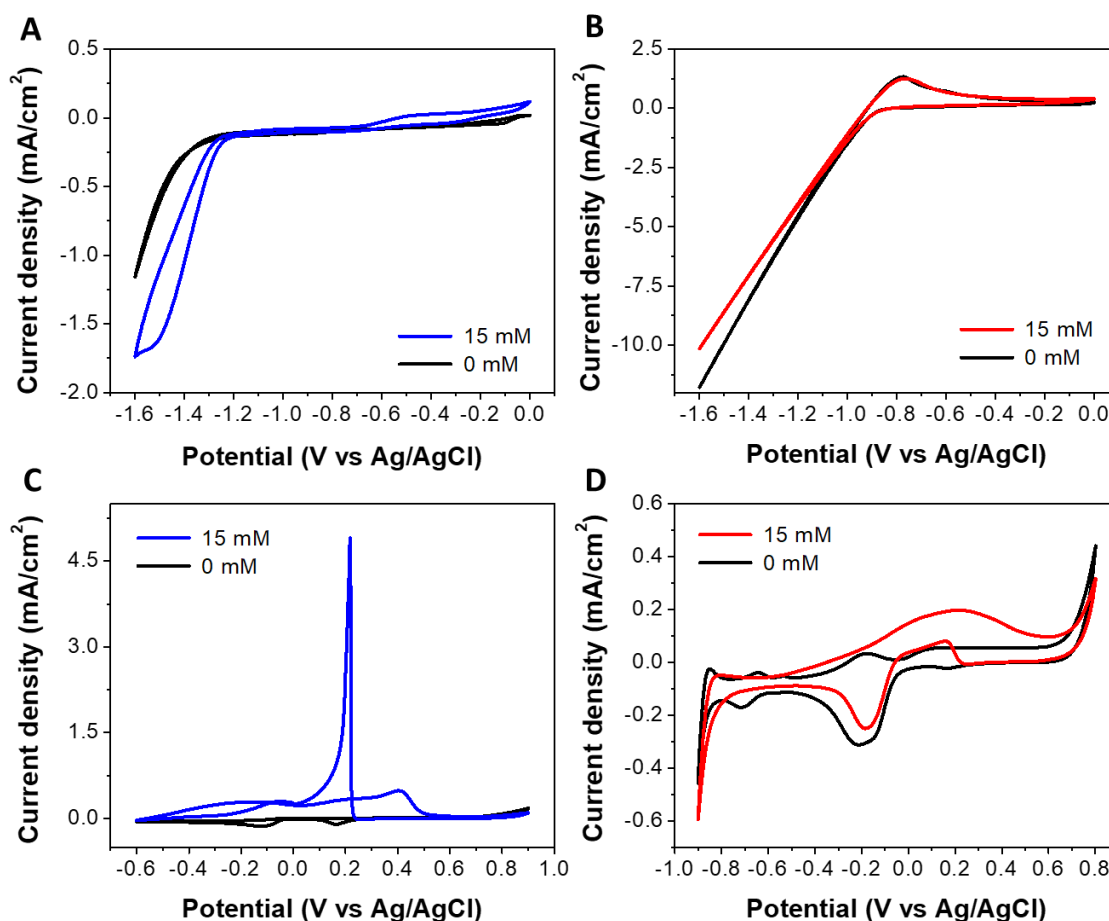 A
Current density (mA/cm²)
0.5
0.0
-0.5
-1.0
-1.5
-2.0
15 mM
0 mM
-1.6 -1.4 -1.2 -1.0 -0.8 -0.6 -0.4 -0.2 0.0
Potential (V vs Ag/AgCl)
B
Current density (mA/cm²)
2.5
0.0
-2.5
-5.0
-7.5
-10.0
15 mM
0 mM
-1.6 -1.4 -1.2 -1.0 -0.8 -0.6 -0.4 -0.2 0.0
Potential (V vs Ag/AgCl)
C
Current density (mA/cm²)
4.5
3.0
1.5
0.0
15 mM
0 mM
-0.6 -0.4 -0.2 0.0 0.2 0.4 0.6 0.8 1.0
Potential (V vs Ag/AgCl)
D
Current density (mA/cm²)
0.6
0.4
0.2
0.0
-0.2
-0.4
-0.6
15 mM
0 mM
-1.0 -0.8 -0.6 -0.4 -0.2 0.0 0.2 0.4 0.6 0.8
Potential (V vs Ag/AgCl)